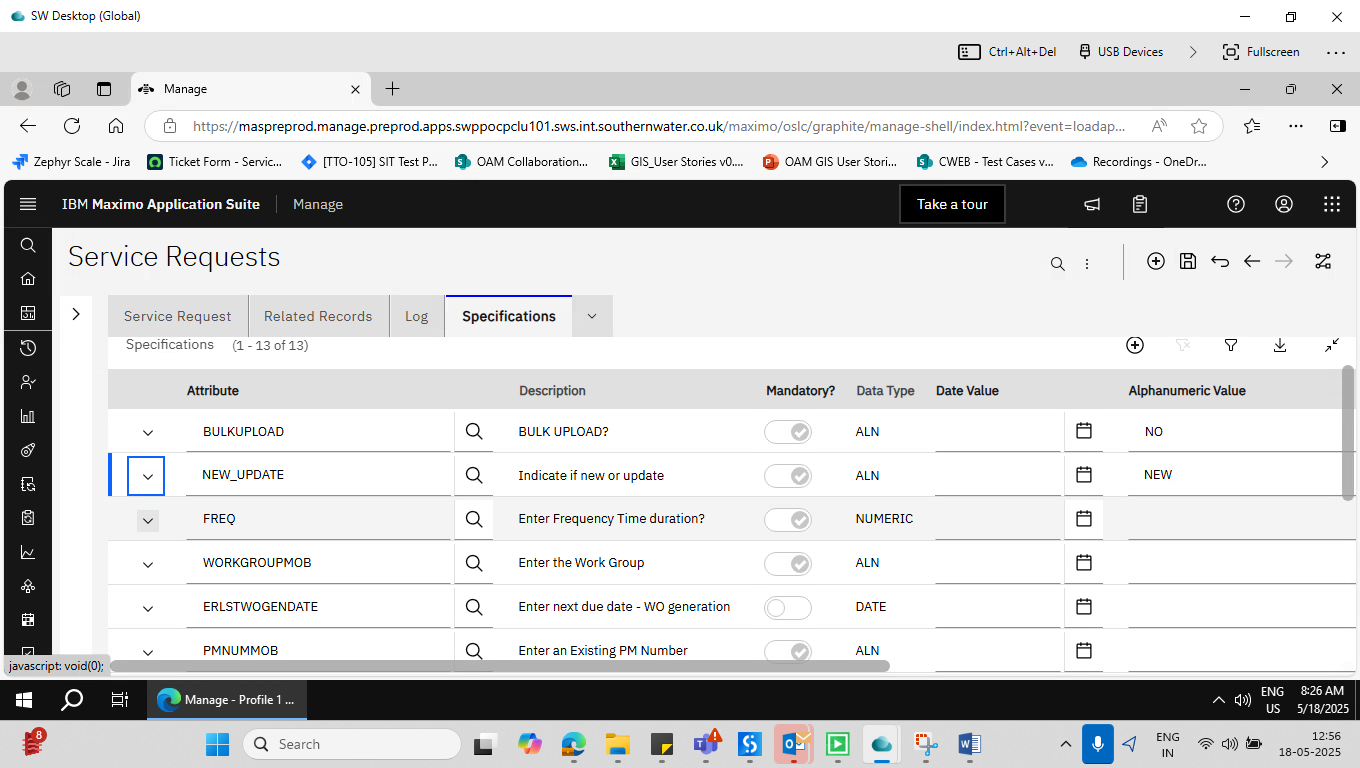 SW Desktop (Global)
Ctrl+Alt+Del USB Devices Fullscreen
Manage
https://maspreprod.manage.preprod.apps.swppocpclu101.sws.int.southernwater.co.uk/maximo/oslc/graphite/manage-shell/index.html?event=loadap...
Zephyr Scale - Jira Ticket Form - Servic... [TTO-105] SIT Test P... OAM Collaboration... GIS_User Stories v0.... OAM GIS User Stori... CWEB - Test Cases v... Recordings - OneDr...
IBM Maximo Application Suite Manage Take a tour
Service Requests
Service Request Related Records Log Specifications
Specifications (1 - 13 of 13)
Attribute Description Mandatory? Data Type Date Value Alphanumeric Value
BULKUPLOAD BULK UPLOAD? ALN NO
NEW_UPDATE Indicate if new or update ALN NEW
FREQ Enter Frequency Time duration? NUMERIC
WORKGROUPMOB Enter the Work Group ALN
ERLSTWOGENDATE Enter next due date - WO generation DATE
PMNUMMOB Enter an Existing PM Number ALN
javascript: void(0);
Manage - Profile 1 ... ENG US 8:26 AM 5/18/2025
8 Search ENG IN 12:56 18-05-2025